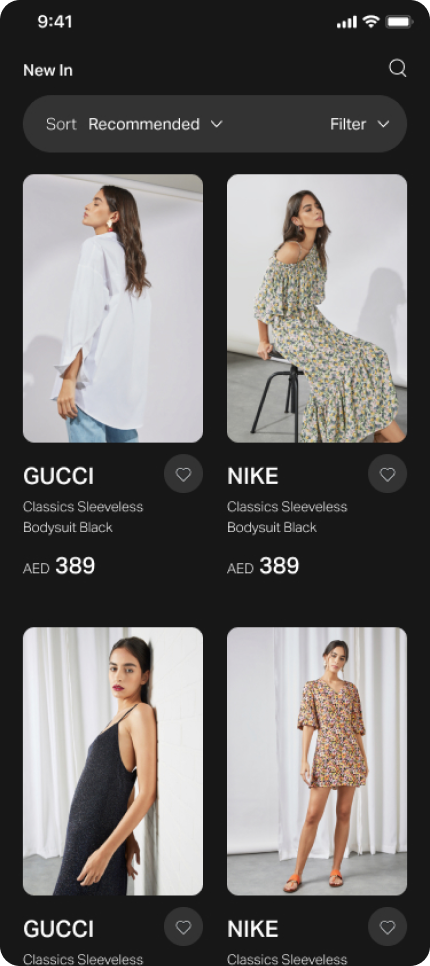 9:41
New In
Sort Recommended Filter
GUCCI NIKE
Classics Sleeveless Classics Sleeveless
Bodysuit Black Bodysuit Black
AED 389 AED 389
GUCCI NIKE
Classics Sleeveless Classics Sleeveless